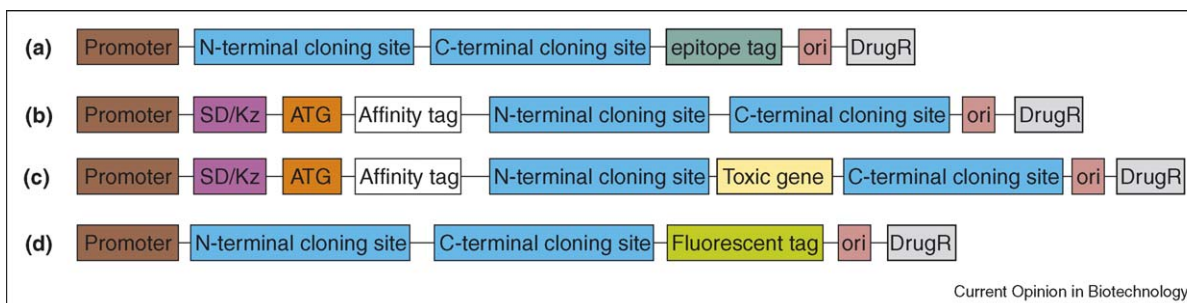 (a) Promoter N-terminal cloning site C-terminal cloning site epitope tag ori DrugR
(b) Promoter SD/Kz ATG Affinity tag N-terminal cloning site C-terminal cloning site ori DrugR
(c) Promoter SD/Kz ATG Affinity tag N-terminal cloning site Toxic gene C-terminal cloning site ori DrugR
(d) Promoter N-terminal cloning site C-terminal cloning site Fluorescent tag ori DrugR
Current Opinion in Biotechnology